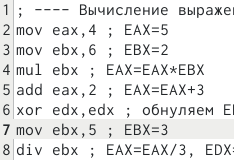 1 ; ---- Вычисление
2 mov eax,4 ; EAX=5
3 mov ebx,6 ; EBX=2
4 mul ebx ; EAX=EAX*EBX
5 add eax,2 ; EAX=EAX+3
6 xor edx,edx ; обнуляем
7 mov ebx,5 ; EBX=3
8 div ebx ; EAX=EAX/3, EDX=